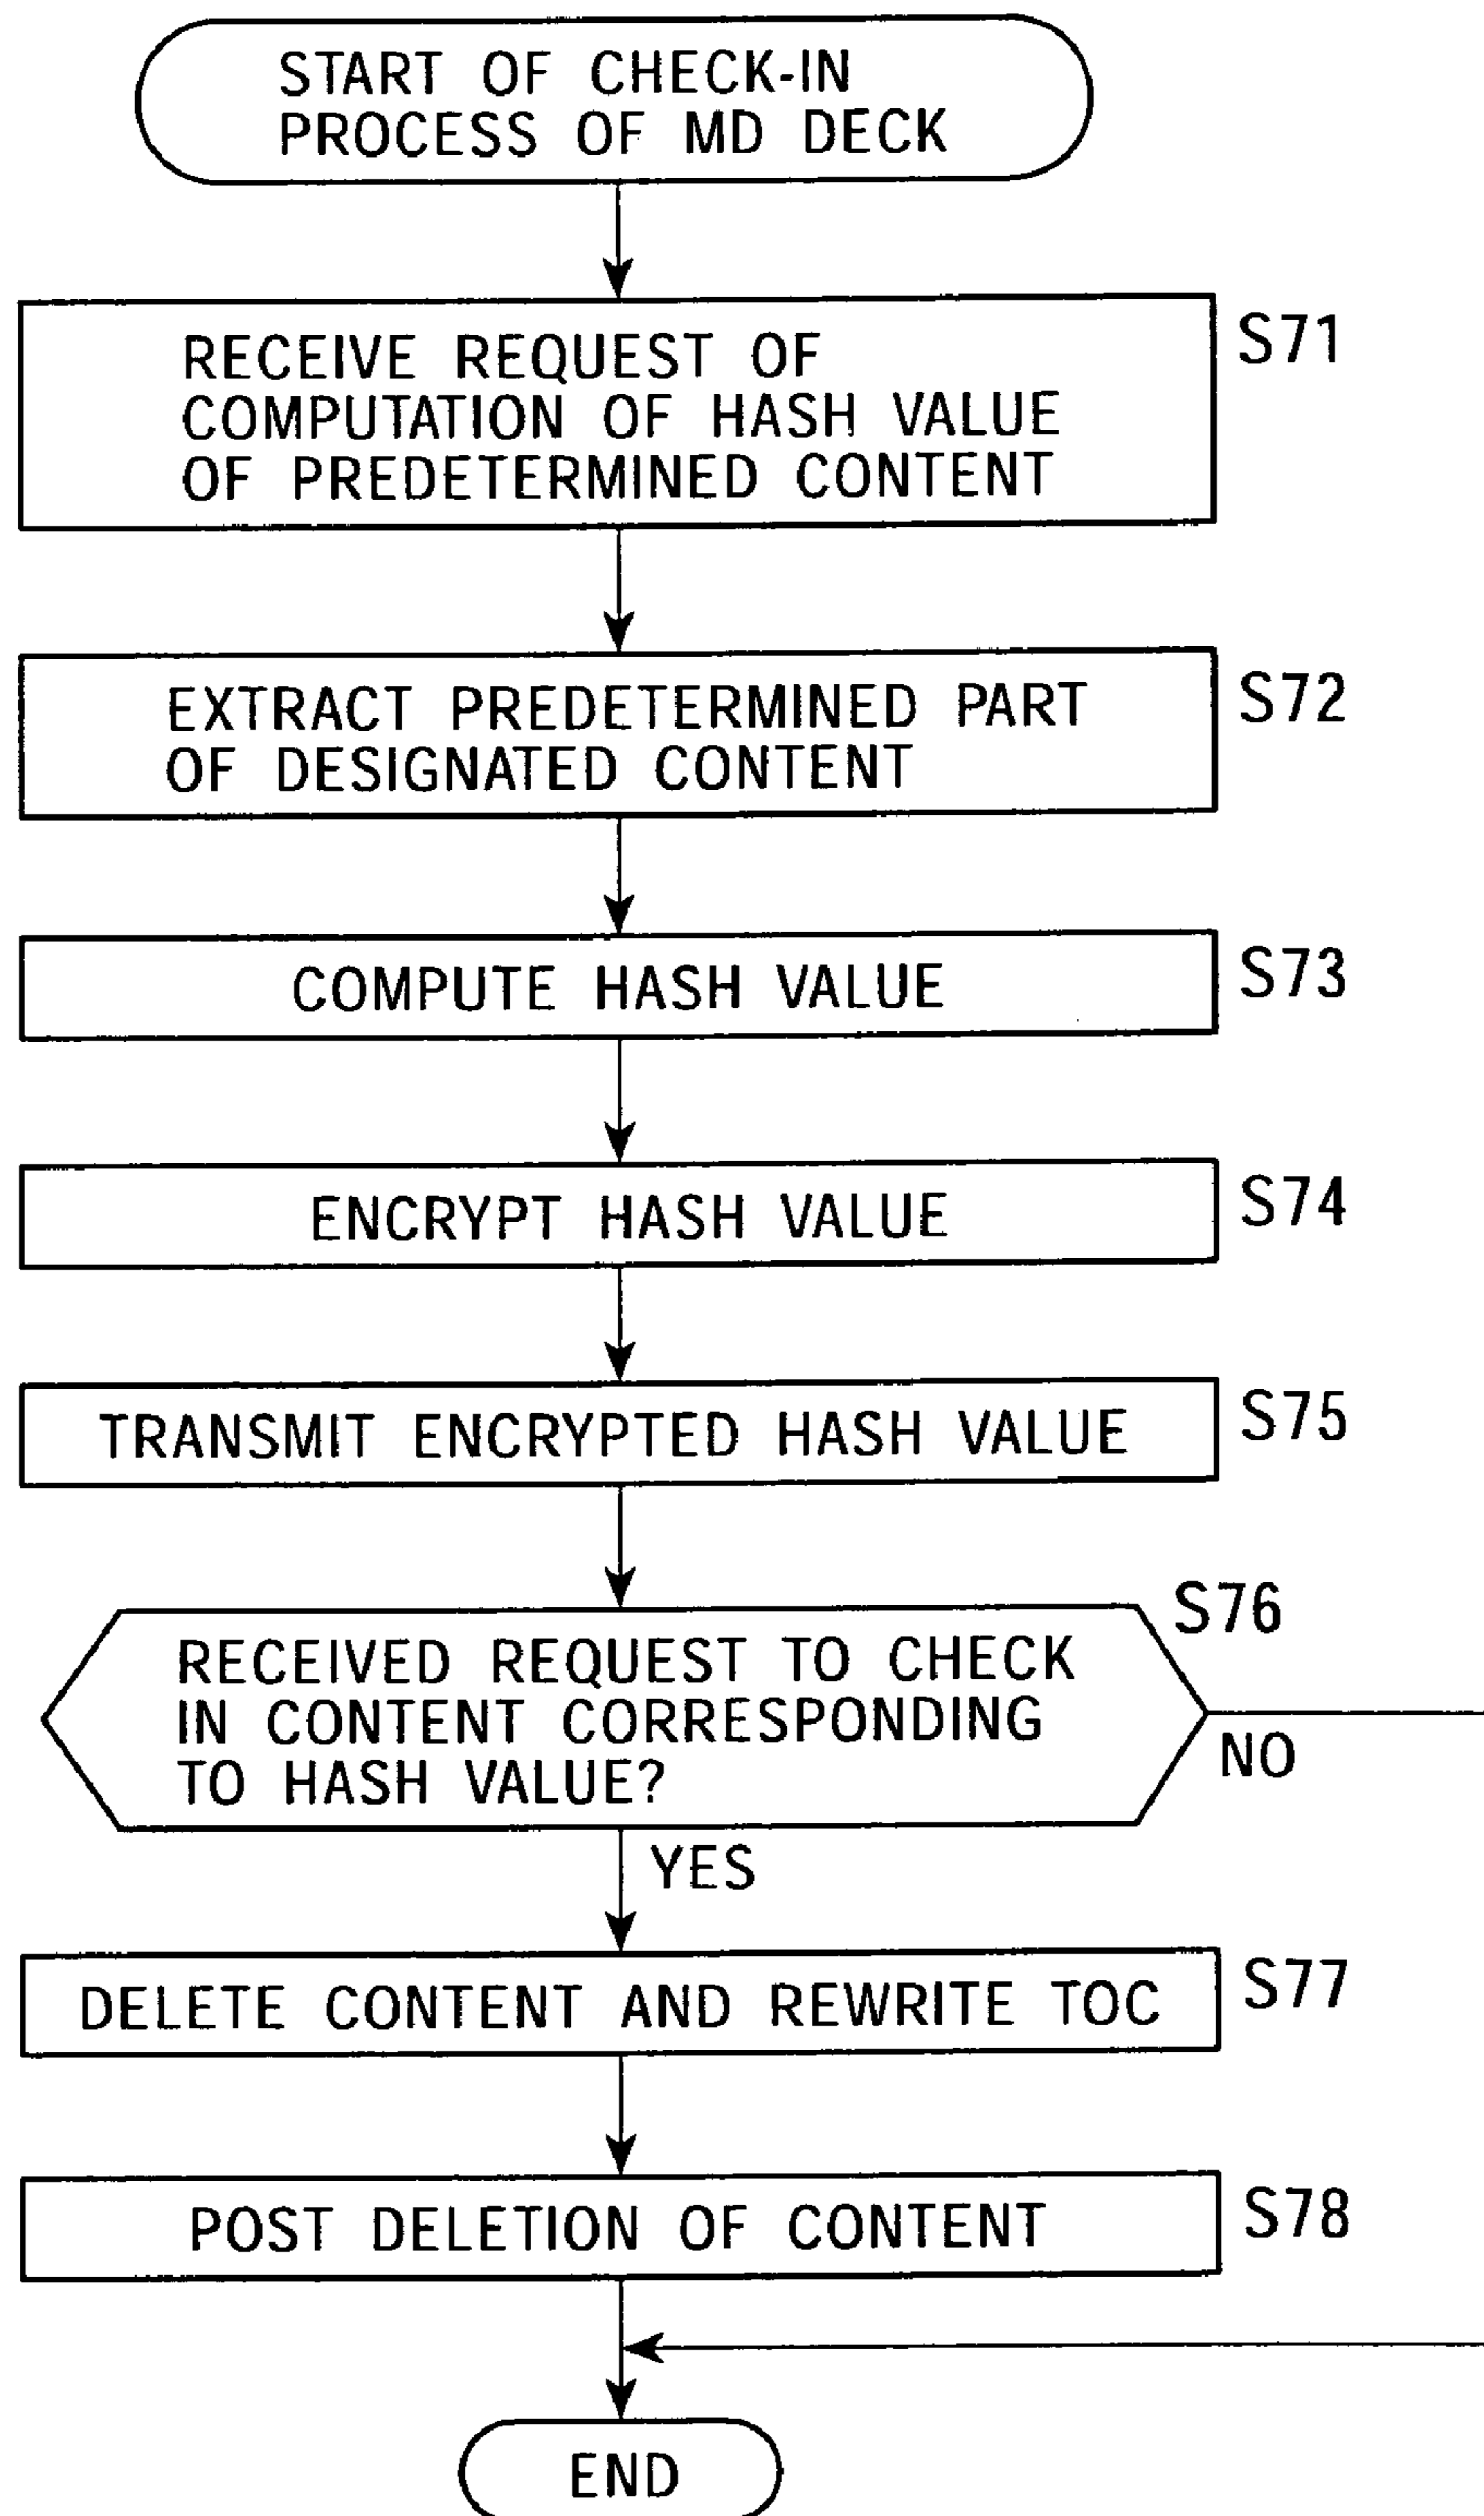 START OF CHECK-IN
PROCESS OF MD DECK
RECEIVE REQUEST OF
COMPUTATION OF HASH VALUE
OF PREDETERMINED CONTENT
S71
EXTRACT PREDETERMINED PART
OF DESIGNATED CONTENT
S72
COMPUTE HASH VALUE
S73
ENCRYPT HASH VALUE
S74
TRANSMIT ENCRYPTED HASH VALUE
S75
S76
RECEIVED REQUEST TO CHECK
IN CONTENT CORRESPONDING
TO HASH VALUE?
NO
YES
DELETE CONTENT AND REWRITE TOC
S77
POST DELETION OF CONTENT
S78
END